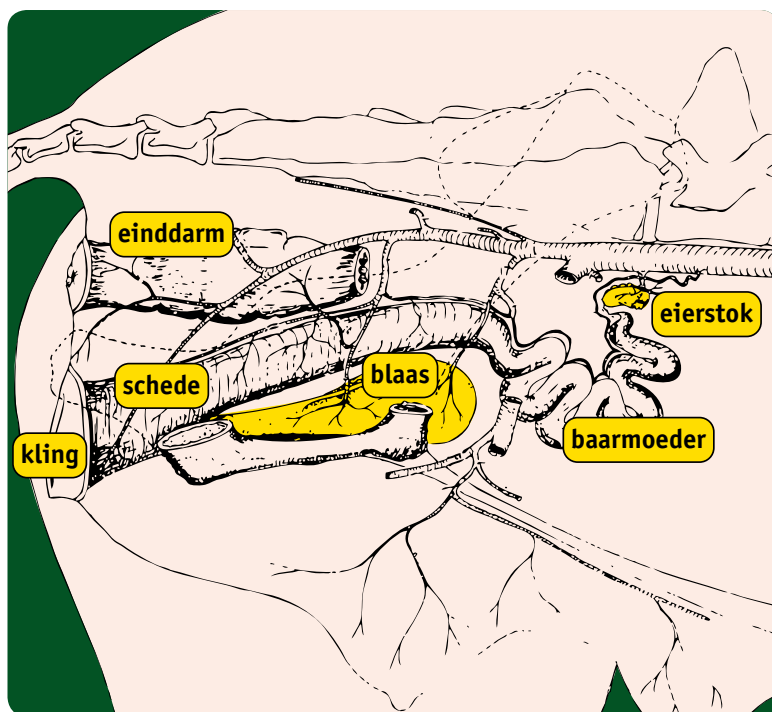 einddarm
eierstok
schede
blaas
baarmoeder
kling